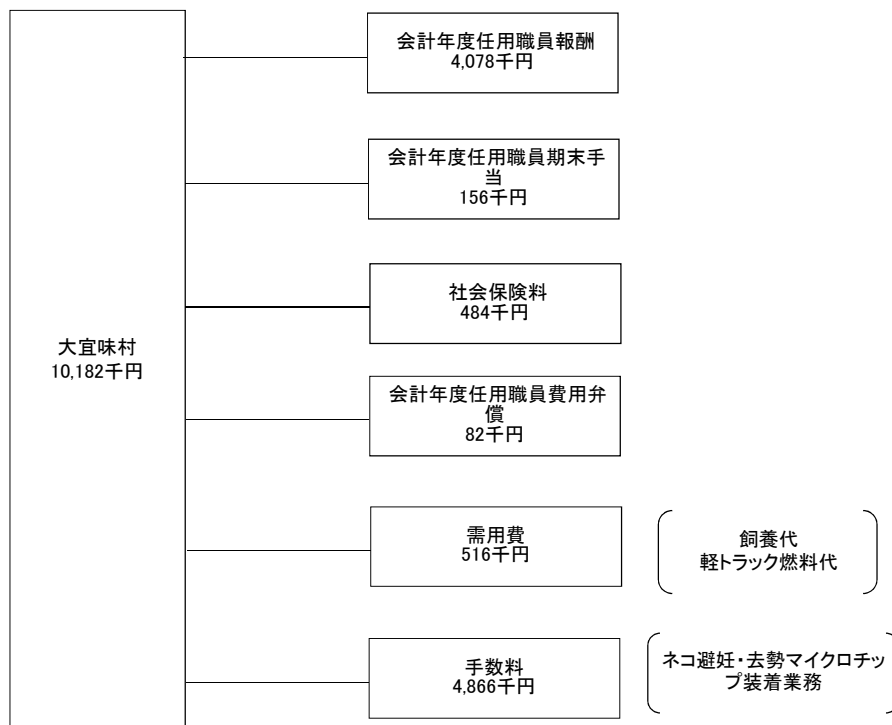 会計年度任用職員報酬
4,078千円
会計年度任用職員期末手
当
156千円
社会保険料
484千円
大宜味村
10,182千円
会計年度任用職員費用弁
償
82千円
需用費
516千円
飼養代
軽トラック燃料代
手数料
4,866千円
ネコ避妊・去勢マイクロチッ
プ装着業務